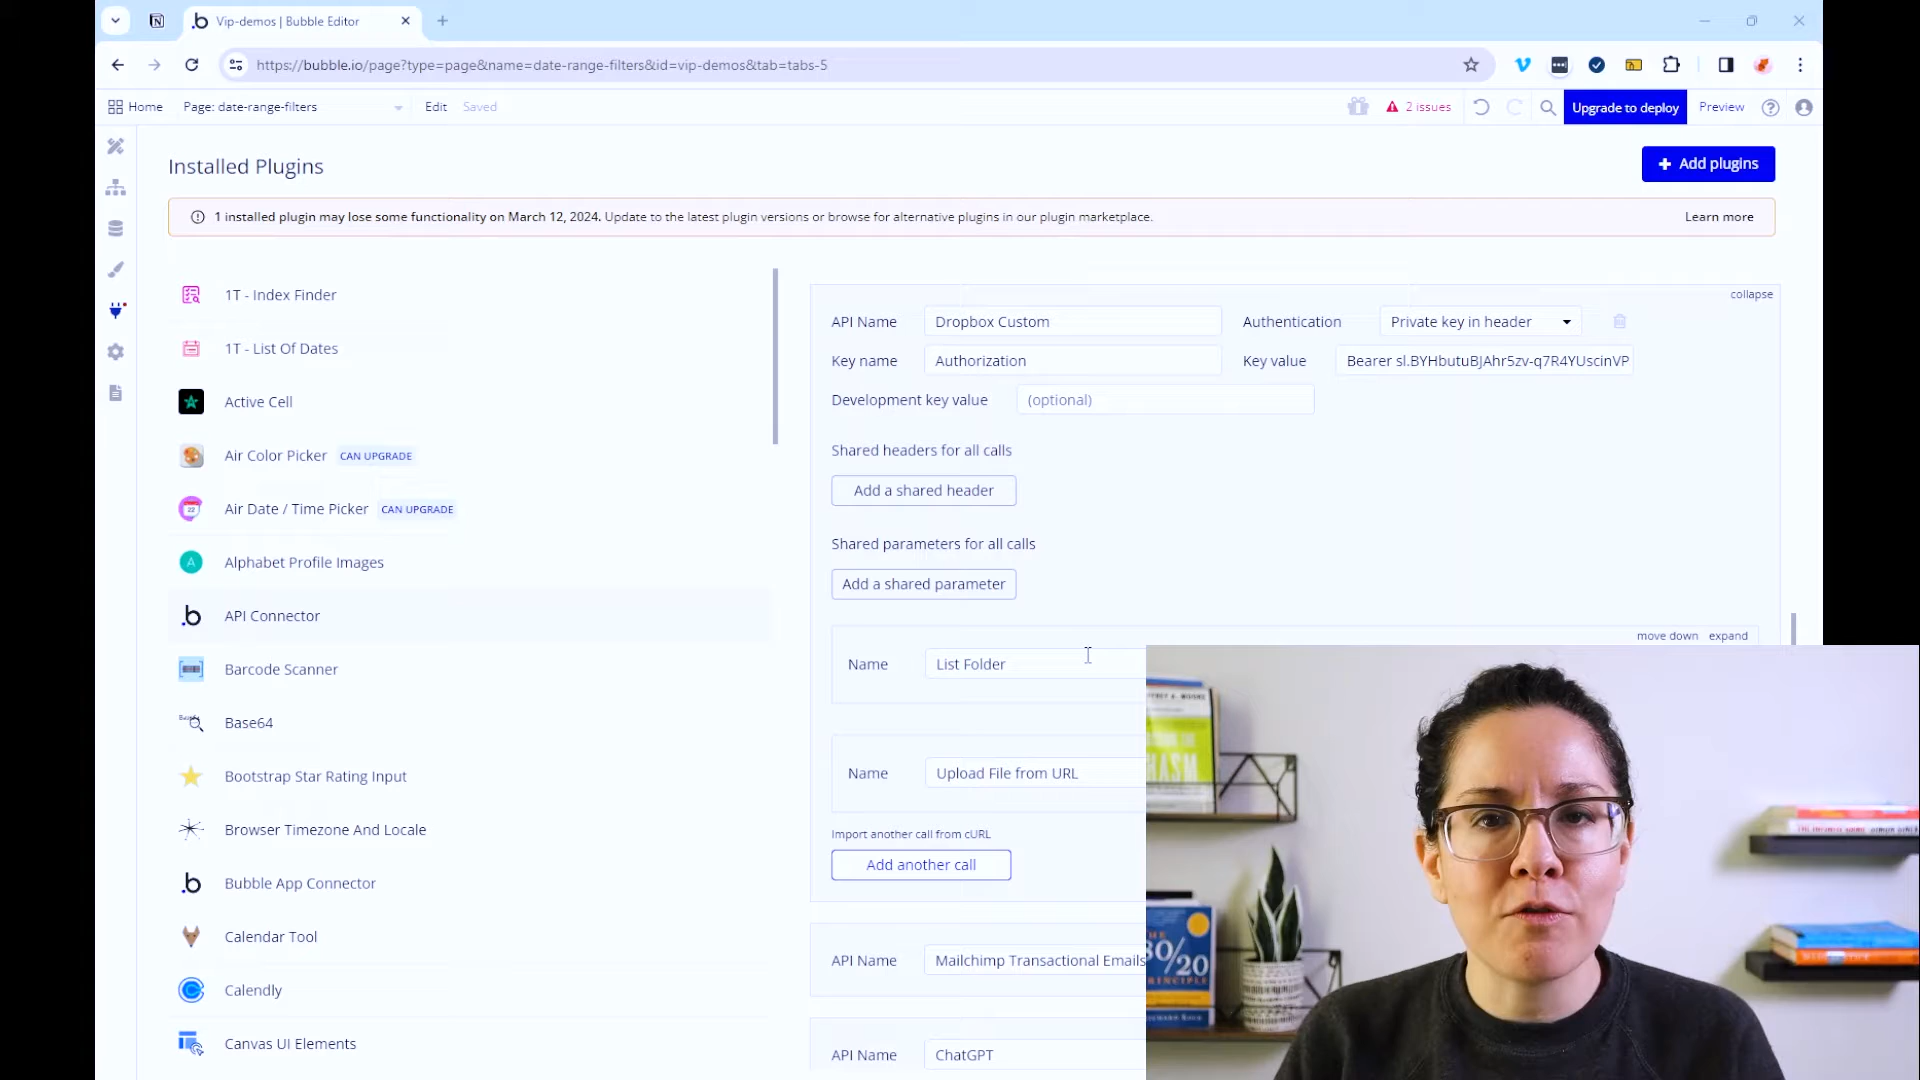 Vip-demos | Bubble Editor
https://bubble.io/page?type=page&name=date-range-filters&id=vip-demos&tab=tabs-5
Home
Page: date-range-filters
Edit
Saved
2 issues
Upgrade to deploy
Preview
Installed Plugins
Add plugins
1 installed plugin may lose some functionality on March 12, 2024. Update to the latest plugin versions or browse for alternative plugins in our plugin marketplace.
Learn more
1T - Index Finder
1T - List Of Dates
Active Cell
Air Color Picker CAN UPGRADE
Air Date / Time Picker CAN UPGRADE
Alphabet Profile Images
API Connector
Barcode Scanner
Base64
Bootstrap Star Rating Input
Browser Timezone And Locale
Bubble App Connector
Calendar Tool
Calendly
Canvas UI Elements
collapse
API Name Dropbox Custom Authentication Private key in header
Key name Authorization Key value Bearer sl.BYHbutuBJAhr5zv-q7R4YUscinVP
Development key value (optional)
Shared headers for all calls
Add a shared header
Shared parameters for all calls
Add a shared parameter
move down expand
Name List Folder
Name Upload File from URL
Import another call from cURL
Add another call
API Name Mailchimp Transactional Emails
API Name ChatGPT
THE
80/20
PRINCIPLE